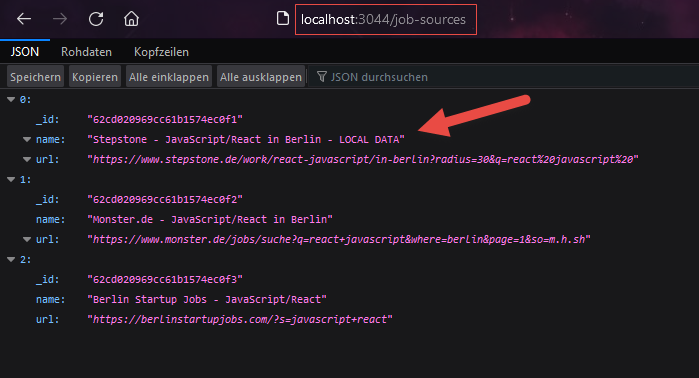 localhost:3044/job-sources
JSON Rohdaten Kopfzeilen
Speichern Kopieren Alle einklappen Alle ausklappen JSON durchsuchen
0:
_id: "62cd020969cc61b1574ec0f1"
name: "Stepstone - JavaScript/React in Berlin - LOCAL DATA"
url: "https://www.stepstone.de/work/react-javascript/in-berlin?radius=30&q=react%20javascript%20"
1:
_id: "62cd020969cc61b1574ec0f2"
name: "Monster.de - JavaScript/React in Berlin"
url: "https://www.monster.de/jobs/suche?q=react+javascript&where=berlin&page=1&so=m.h.sh"
2:
_id: "62cd020969cc61b1574ec0f3"
name: "Berlin Startup Jobs - JavaScript/React"
url: "https://berlinstartupjobs.com/?s=javascript+react"